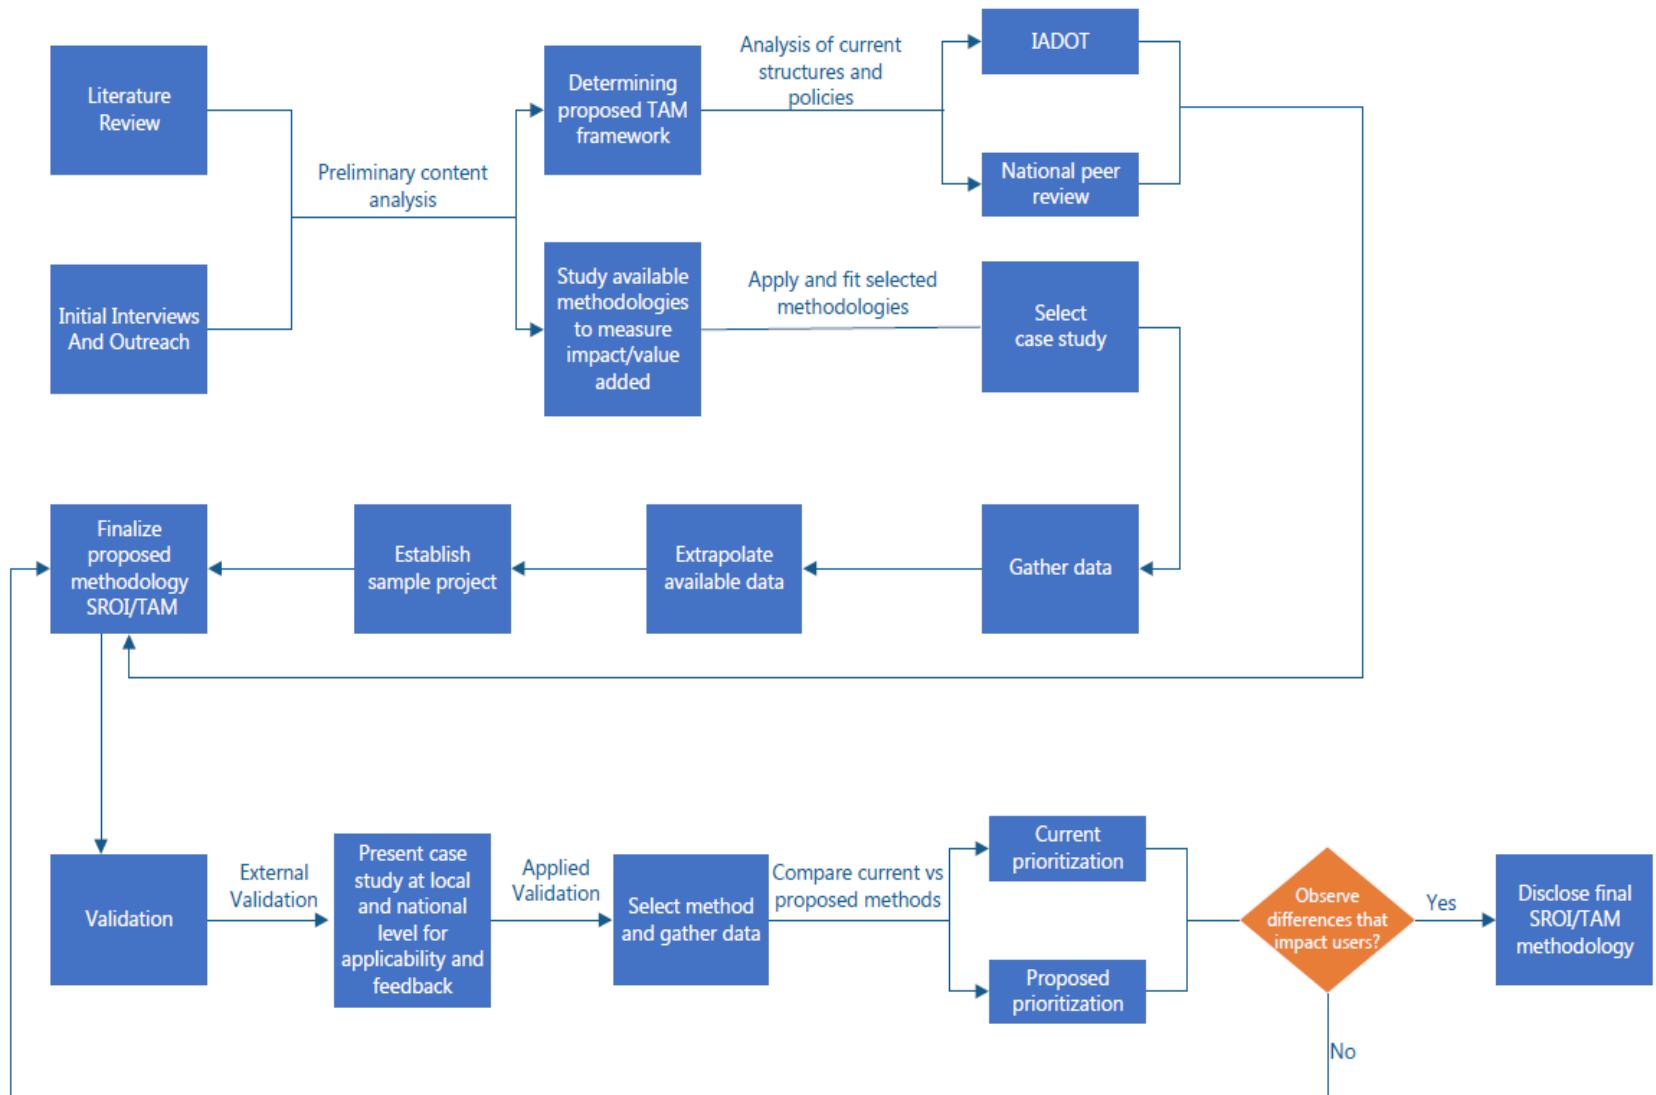 Literature
Review
Initial Interviews
And Outreach
Preliminary content
analysis
Determining
proposed TAM
framework
Study available
methodologies
to measure
impact/value
added
Analysis of current
structures and
policies
IADOT
National peer
review
Apply and fit selected
methodologies
Select
case study
Finalize
proposed
methodology
SROI/TAM
Establish
sample project
Extrapolate
available data
Gather data
Validation
External
Validation
Present case
study at local
and national
level for
applicability and
feedback
Applied
Validation
Select method
and gather data
Compare current vs
proposed methods
Current
prioritization
Proposed
prioritization
Observe
differences that
impact users?
Yes
Disclose final
SROI/TAM
methodology
No